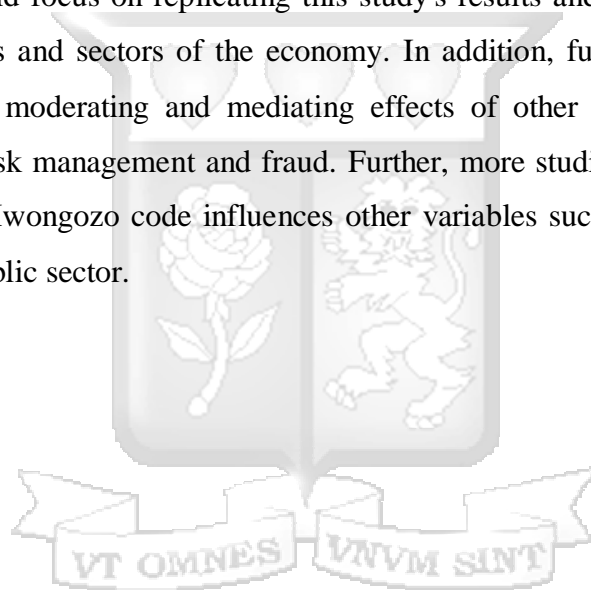 d focus on replicating this study's results and
s and sectors of the economy. In addition, fu
moderating and mediating effects of other
sk management and fraud. Further, more studi
wongozo code influences other variables suc
blic sector.
VT OMNES VNVM SINT